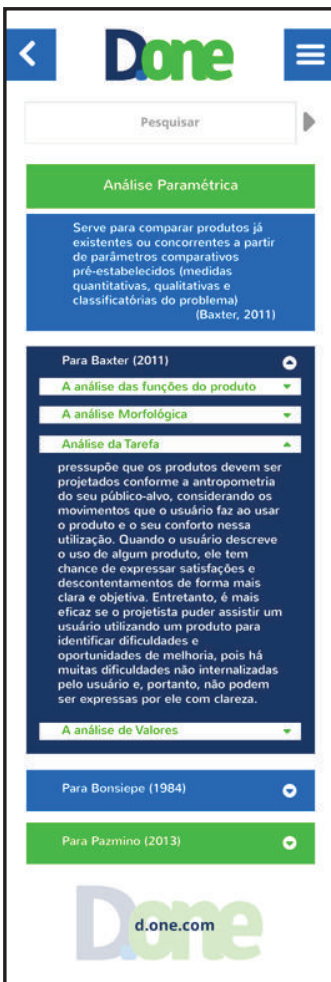 D.one
Pesquisar
Análise Paramétrica
Serve para comparar produtos já
existentes ou concorrentes a partir
de parâmetros comparativos
pré-estabelecidos (medidas
quantitativas, qualitativas e
classificatórias do problema)
(Baxter, 2011)
Para Baxter (2011)
A análise das funções do produto
A análise Morfológica
Análise da Tarefa
pressupõe que os produtos devem ser
projetados conforme a antropometria
do seu público-alvo, considerando os
movimentos que o usuário faz ao usar
o produto e o seu conforto nessa
utilização. Quando o usuário descreve
o uso de algum produto, ele tem
chance de expressar satisfações e
descontentamentos de forma mais
clara e objetiva. Entretanto, é mais
eficaz se o projetista puder assistir um
usuário utilizando um produto para
identificar dificuldades e
oportunidades de melhoria, pois há
muitas dificuldades não internalizadas
pelo usuário e, portanto, não podem
ser expressas por ele com clareza.
A análise de Valores
Para Bonsiepe (1984)
Para Pazmino (2013)
D.one
d.one.com